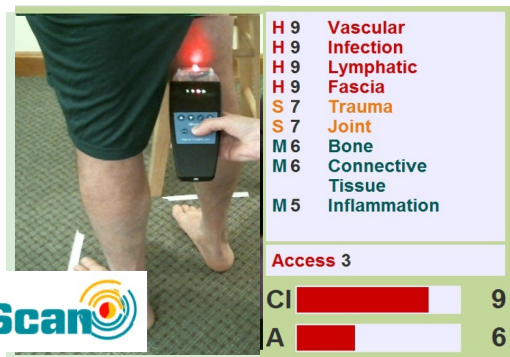 H 9 Vascular
H 9 Infection
H 9 Lymphatic
H 9 Fascia
S 7 Trauma
S 7 Joint
M 6 Bone
M 6 Connective
Tissue
M 5 Inflammation
Access 3
CI 9
A 6
Scan